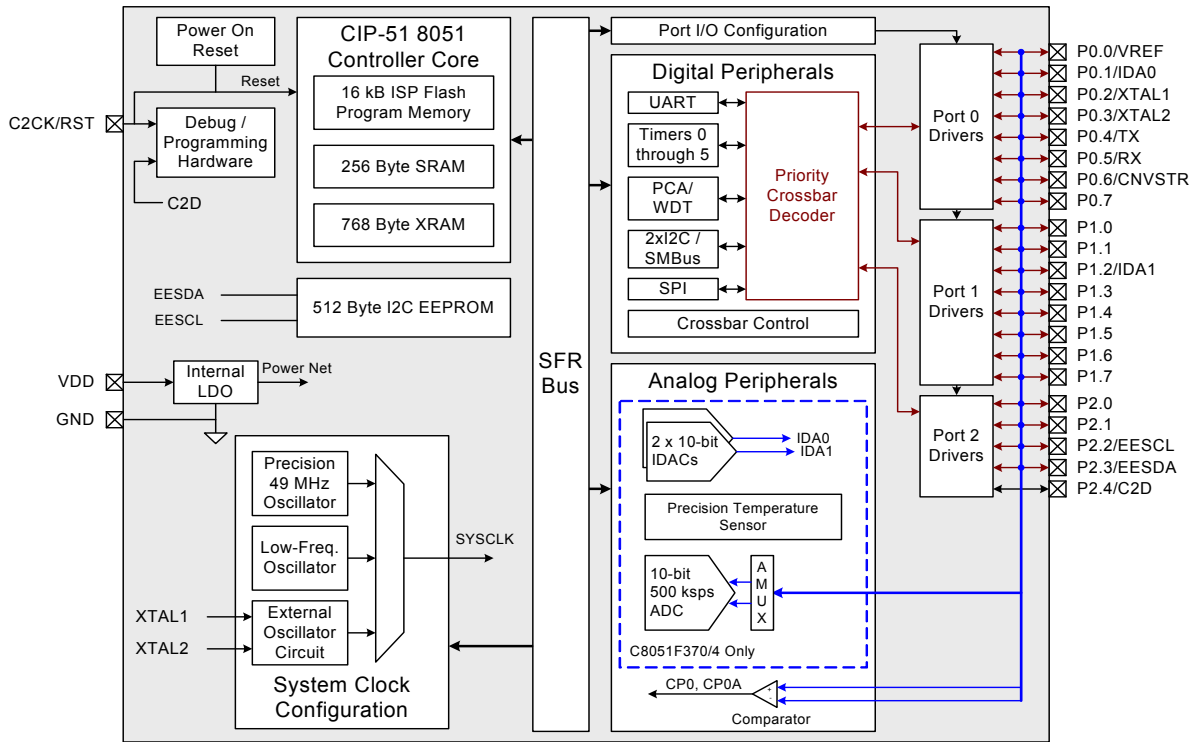 Power On
Reset
Reset
C2CK/RST
Debug /
Programming
Hardware
C2D
CIP-51 8051
Controller Core
16 kB ISP Flash
Program Memory
256 Byte SRAM
768 Byte XRAM
EESDA
EESCL
512 Byte I2C EEPROM
VDD
GND
Internal
LDO
Power Net
Precision
49 MHz
Oscillator
Low-Freq.
Oscillator
External
Oscillator
Circuit
XTAL1
XTAL2
SYSCLK
System Clock
Configuration
SFR
Bus
Port I/O Configuration
Digital Peripherals
UART
Timers 0
through 5
PCA/
WDT
2xI2C /
SMBus
SPI
Priority
Crossbar
Decoder
Crossbar Control
Analog Peripherals
2 x 10-bit
IDACs
IDA0
IDA1
Precision Temperature
Sensor
10-bit
500 ksps
ADC
A
M
U
X
C8051F370/4 Only
CP0, CP0A
+
-
Comparator
Port 0
Drivers
Port 1
Drivers
Port 2
Drivers
P0.0/VREF
P0.1/IDA0
P0.2/XTAL1
P0.3/XTAL2
P0.4/TX
P0.5/RX
P0.6/CNVSTR
P0.7
P1.0
P1.1
P1.2/IDA1
P1.3
P1.4
P1.5
P1.6
P1.7
P2.0
P2.1
P2.2/EESCL
P2.3/EESDA
P2.4/C2D